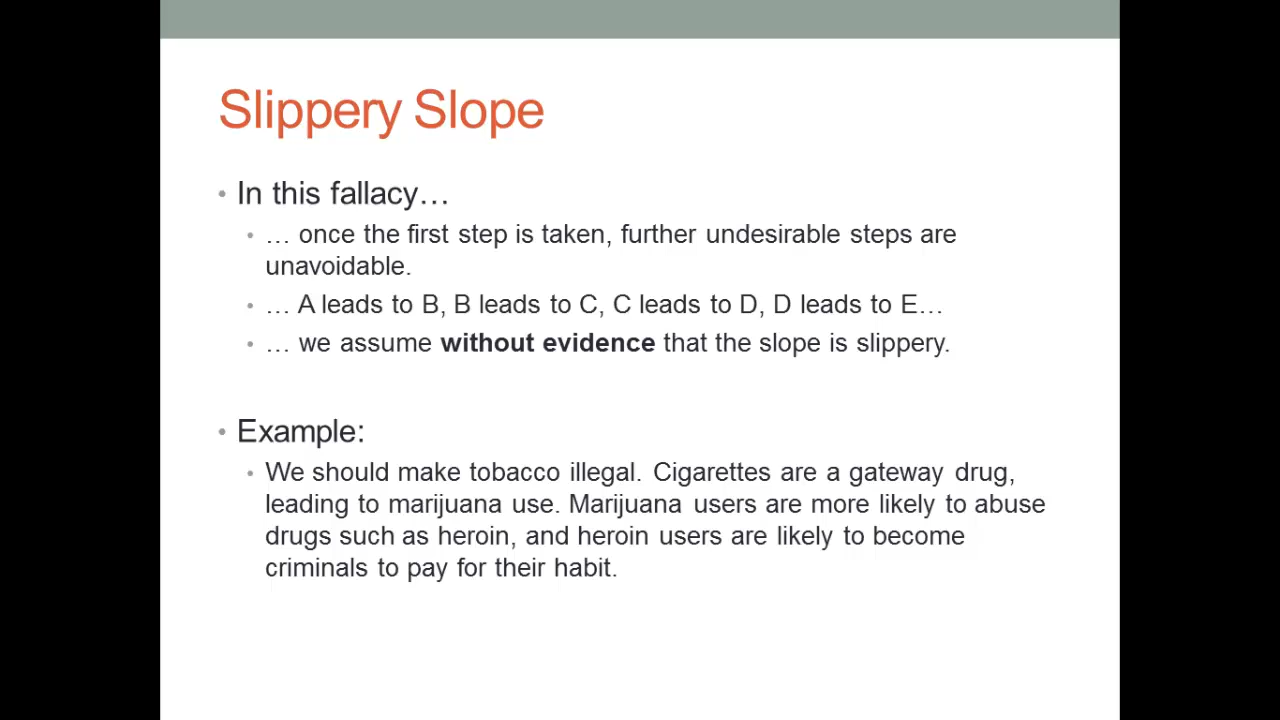 Slippery Slope
• In this fallacy…
• … once the first step is taken, further undesirable steps are
unavoidable.
• … A leads to B, B leads to C, C leads to D, D leads to E…
• … we assume without evidence that the slope is slippery.
• Example:
• We should make tobacco illegal. Cigarettes are a gateway drug,
leading to marijuana use. Marijuana users are more likely to abuse
drugs such as heroin, and heroin users are likely to become
criminals to pay for their habit.